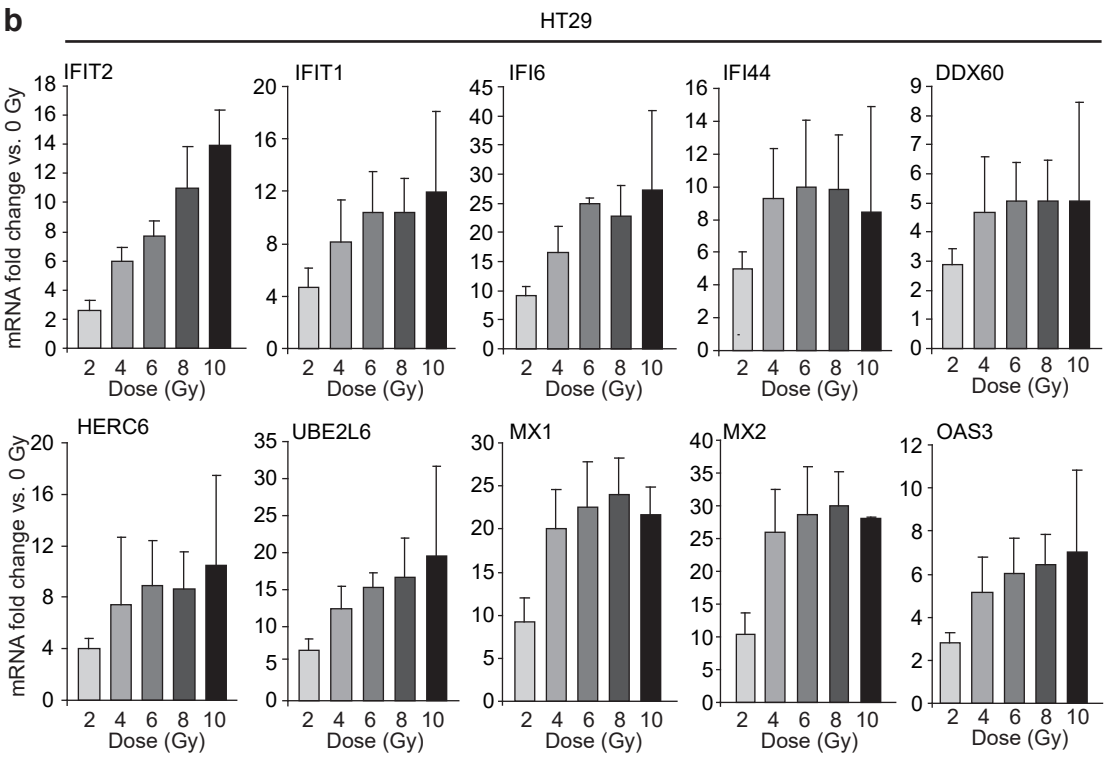 b
HT29
IFIT2
IFIT1
IFI6
IFI44
DDX60
mRNA fold change vs. 0 Gy
18
16
14
12
10
8
6
4
2
0
2 4 6 8 10
Dose (Gy)
20
16
12
8
4
0
2 4 6 8 10
Dose (Gy)
45
40
35
30
25
20
15
10
5
0
2 4 6 8 10
Dose (Gy)
16
14
12
10
8
6
4
2
0
2 4 6 8 10
Dose (Gy)
9
8
7
6
5
4
3
2
1
0
2 4 6 8 10
Dose (Gy)
HERC6
UBE2L6
MX1
MX2
OAS3
mRNA fold change vs. 0 Gy
20
16
12
8
4
0
2 4 6 8 10
Dose (Gy)
35
30
25
20
15
10
5
0
2 4 6 8 10
Dose (Gy)
30
25
20
15
10
5
0
2 4 6 8 10
Dose (Gy)
40
35
30
25
20
15
10
5
0
2 4 6 8 10
Dose (Gy)
12
10
8
6
4
2
0
2 4 6 8 10
Dose (Gy)